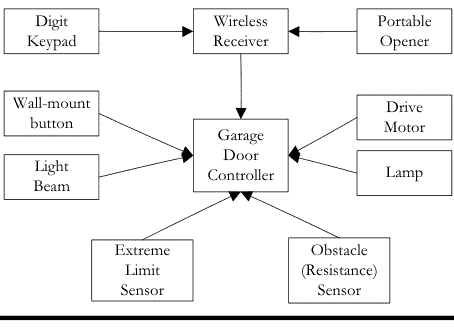 Digit
Keypad
Wireless
Receiver
Portable
Opener
Wall-mount
button
Garage
Door
Controller
Drive
Motor
Light
Beam
Lamp
Extreme
Limit
Sensor
Obstacle
(Resistance)
Sensor